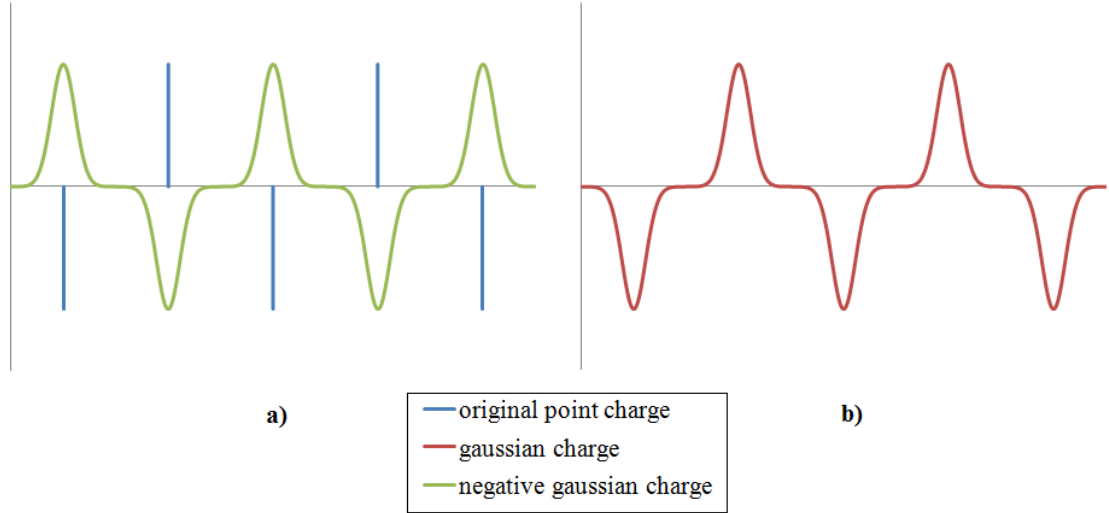 a)
b)
original point charge
gaussian charge
negative gaussian charge